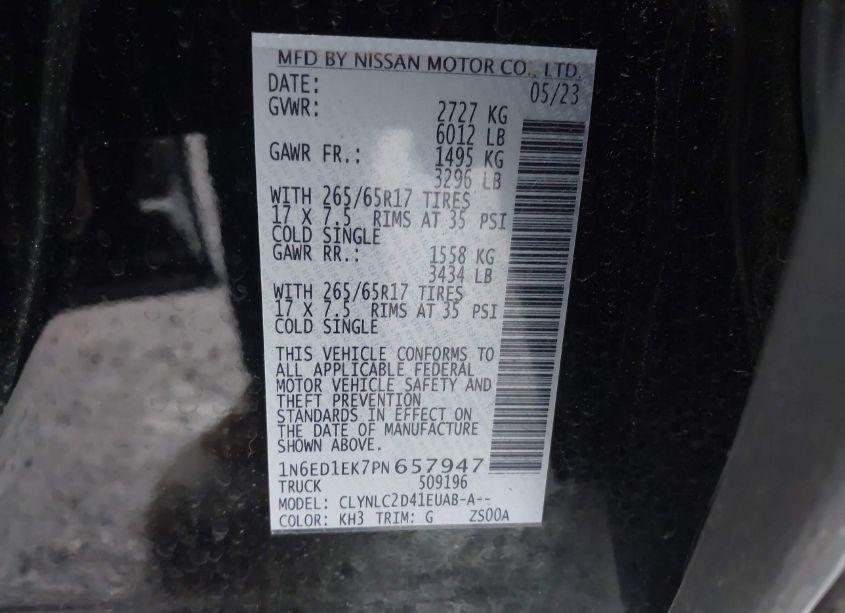 MFD BY NISSAN MOTOR CO., LTD.
DATE: 05/23
GVWR: 2727 KG
6012 LB
GAWR FR.: 1495 KG
3296 LB
WITH 265/65R17 TIRES
17 X 7.5 RIMS AT 35 PSI
COLD SINGLE
GAWR RR.: 1558 KG
3434 LB
WITH 265/65R17 TIRES
17 X 7.5 RIMS AT 35 PSI
COLD SINGLE
THIS VEHICLE CONFORMS TO
ALL APPLICABLE FEDERAL
MOTOR VEHICLE SAFETY AND
THEFT PREVENTION
STANDARDS IN EFFECT ON
THE DATE OF MANUFACTURE
SHOWN ABOVE.
1N6ED1EK7PN657947
TRUCK 509196
MODEL: CLYNLC2D41EUAB-A--
COLOR: KH3 TRIM: G ZS00A